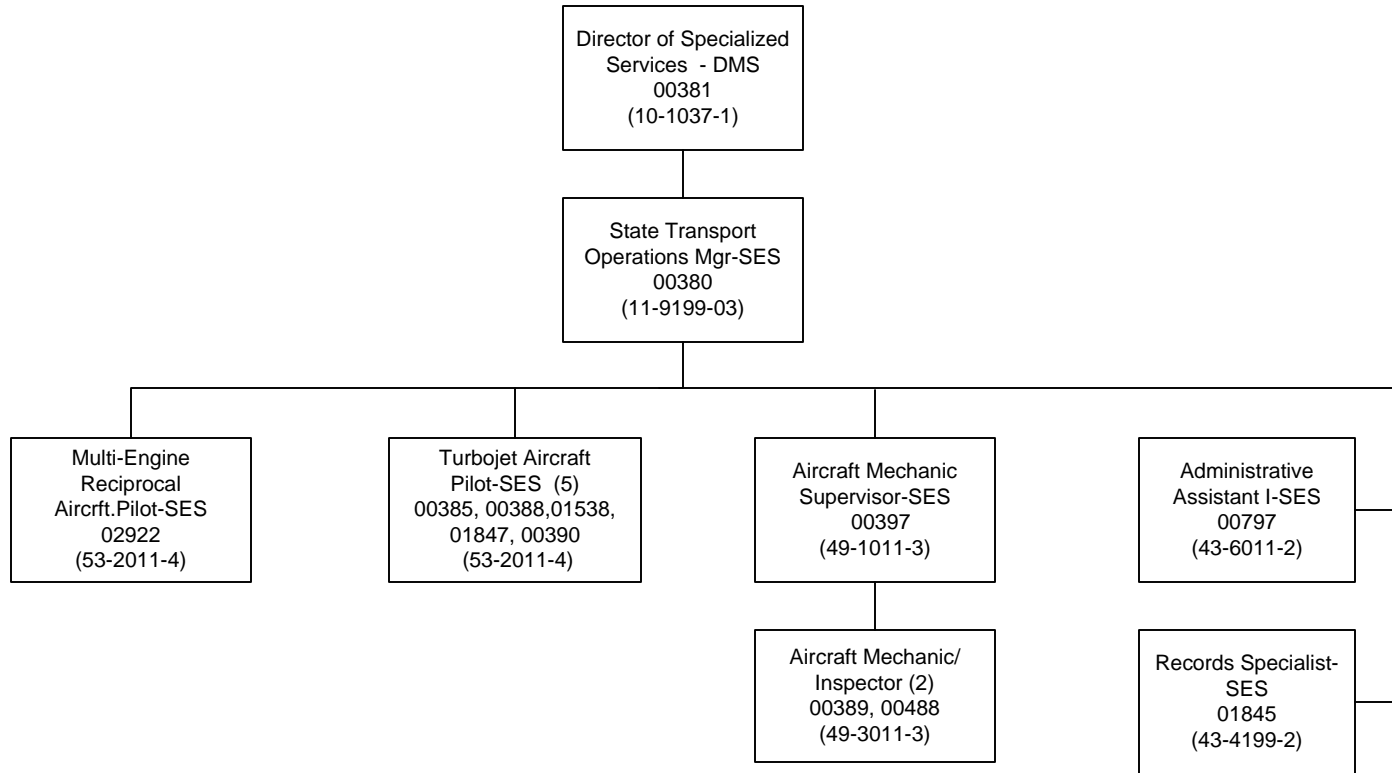 Director of Specialized
Services - DMS
00381
(10-1037-1)
State Transport
Operations Mgr-SES
00380
(11-9199-03)
Multi-Engine
Reciprocal
Aircrft.Pilot-SES
02922
(53-2011-4)
Turbojet Aircraft
Pilot-SES (5)
00385, 00388,01538,
01847, 00390
(53-2011-4)
Aircraft Mechanic
Supervisor-SES
00397
(49-1011-3)
Administrative
Assistant I-SES
00797
(43-6011-2)
Aircraft Mechanic/
Inspector (2)
00389, 00488
(49-3011-3)
Records Specialist-
SES
01845
(43-4199-2)